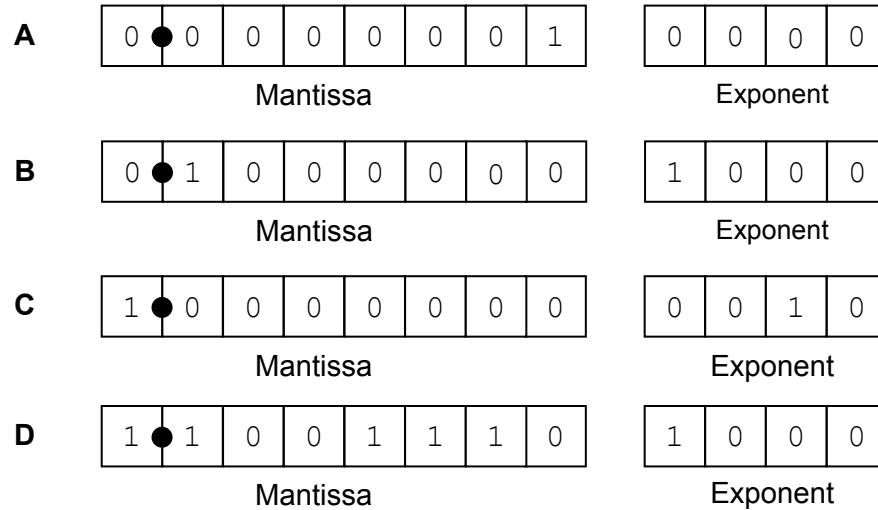 A 0 0 0 0 0 0 0 1 0 0 0 0
Mantissa Exponent
B 0 1 0 0 0 0 0 0 1 0 0 0
Mantissa Exponent
C 1 0 0 0 0 0 0 0 0 0 1 0
Mantissa Exponent
D 1 1 0 0 1 1 1 0 1 0 0 0
Mantissa Exponent